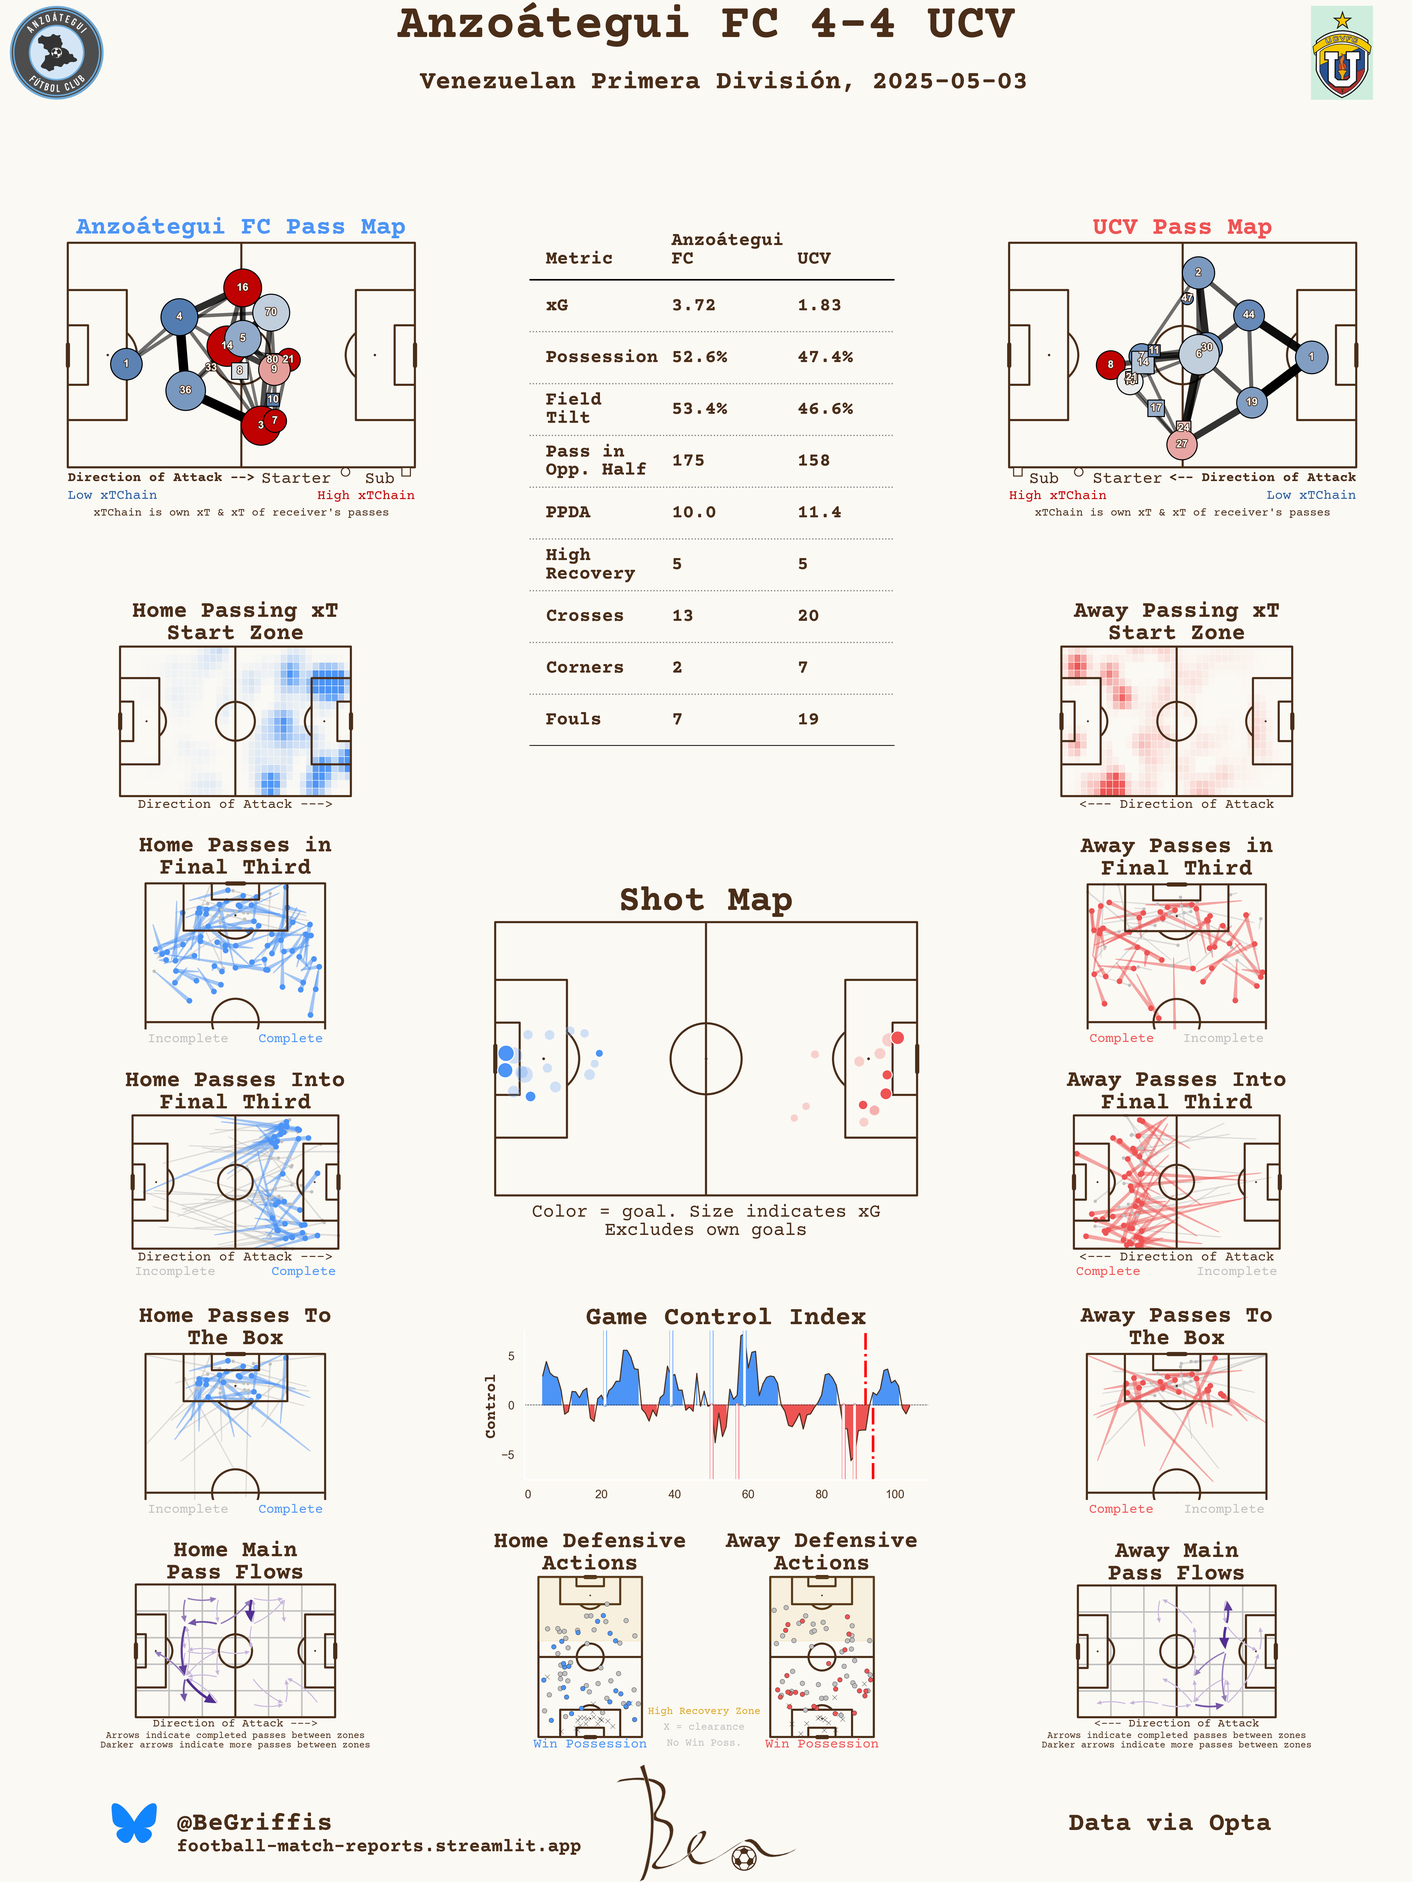 Anzoátegui FC 4-4 UCV
Venezuelan Primera División, 2025-05-03
ANZOÁTEGUI
FÚTBOL CLUB
Anzoátegui FC Pass Map
16
4
70
14
5
1
33
80
21
8
9
36
10
3
7
Direction of Attack --> Starter Sub
Low xTChain High xTChain
xTChain is own xT & xT of receiver's passes
Metric Anzoátegui FC UCV
xG 3.72 1.83
Possession 52.6% 47.4%
Field Tilt 53.4% 46.6%
Pass in Opp. Half 175 158
PPDA 10.0 11.4
High Recovery 5 5
Crosses 13 20
Corners 2 7
Fouls 7 19
UCV Pass Map
2
47
44
30
11
7
6
14
1
8
21
17
19
24
27
Sub Starter <-- Direction of Attack
High xTChain Low xTChain
xTChain is own xT & xT of receiver's passes
Home Passing xT
Start Zone
Direction of Attack --->
Away Passing xT
Start Zone
<--- Direction of Attack
Home Passes in
Final Third
Incomplete Complete
Away Passes in
Final Third
Complete Incomplete
Shot Map
Color = goal. Size indicates xG
Excludes own goals
Home Passes Into
Final Third
Direction of Attack --->
Incomplete Complete
Away Passes Into
Final Third
<--- Direction of Attack
Complete Incomplete
Home Passes To
The Box
Incomplete Complete
Game Control Index
Control
5
0
−5
0 20 40 60 80 100
Away Passes To
The Box
Complete Incomplete
Home Main
Pass Flows
Direction of Attack --->
Arrows indicate completed passes between zones
Darker arrows indicate more passes between zones
Home Defensive
Actions
Win Possession
Away Defensive
Actions
Win Possession
High Recovery Zone
X = clearance
No Win Poss.
Away Main
Pass Flows
<--- Direction of Attack
Arrows indicate completed passes between zones
Darker arrows indicate more passes between zones
@BeGriffis
football-match-reports.streamlit.app
Ben
Data via Opta